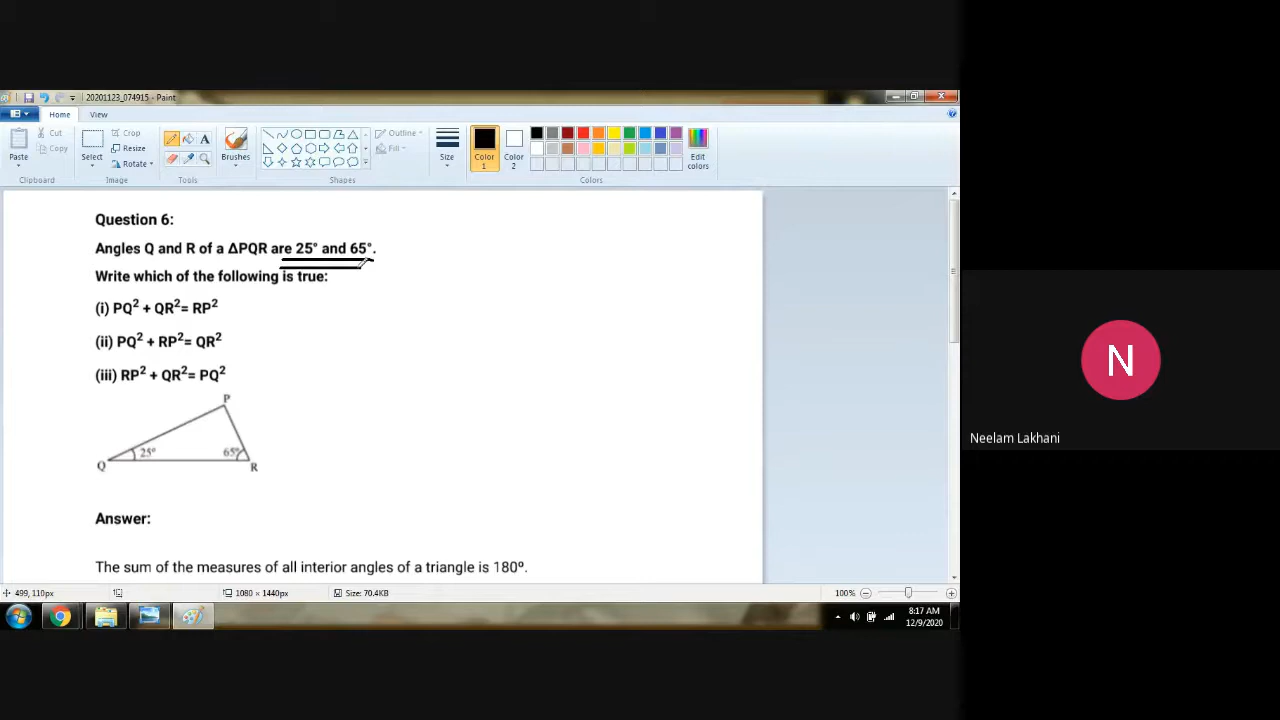 20201123_074915 - Paint
Home View
Paste
Cut
Copy
Clipboard
Select
Crop
Resize
Rotate
Image
A
Tools
Brushes
Outline
Fill
Shapes
Size
Color 1
Color 2
Edit colors
Colors
Question 6:
Angles Q and R of a ΔPQR are 25° and 65°.
Write which of the following is true:
(i) PQ² + QR²= RP²
(ii) PQ² + RP²= QR²
(iii) RP² + QR²= PQ²
P
25° 65°
Q R
Answer:
The sum of the measures of all interior angles of a triangle is 180º.
499, 110px
1080 × 1440px
Size: 70.4KB
100%
8:17 AM
12/9/2020
N
Neelam Lakhani